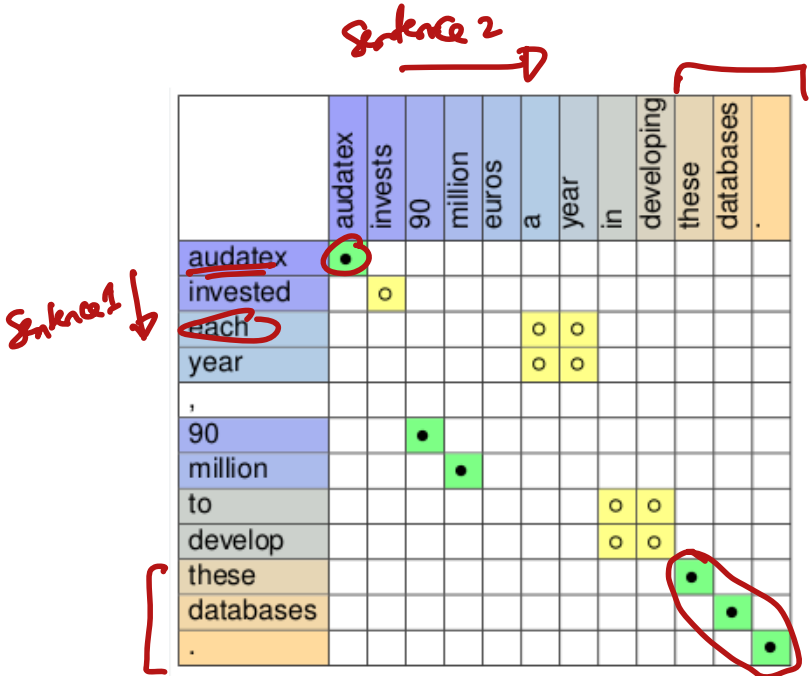 Sentence 2
audatex invests 90 million euros a year in developing these databases .
Sentence 1
audatex
invested
each
year
,
90
million
to
develop
these
databases
.